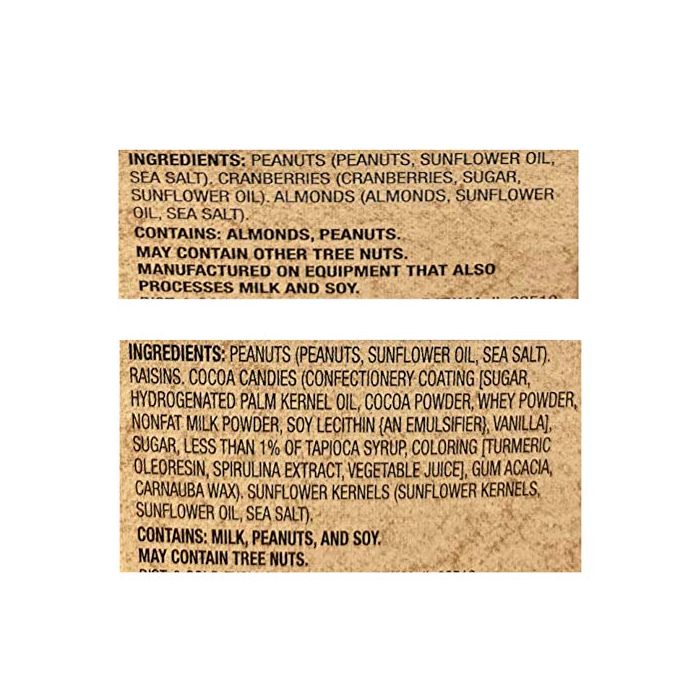 INGREDIENTS: PEANUTS (PEANUTS, SUNFLOWER OIL,
SEA SALT). CRANBERRIES (CRANBERRIES, SUGAR,
SUNFLOWER OIL). ALMONDS (ALMONDS, SUNFLOWER
OIL, SEA SALT).
CONTAINS: ALMONDS, PEANUTS.
MAY CONTAIN OTHER TREE NUTS.
MANUFACTURED ON EQUIPMENT THAT ALSO
PROCESSES MILK AND SOY.
INGREDIENTS: PEANUTS (PEANUTS, SUNFLOWER OIL, SEA SALT).
RAISINS. COCOA CANDIES (CONFECTIONERY COATING [SUGAR,
HYDROGENATED PALM KERNEL OIL, COCOA POWDER, WHEY POWDER,
NONFAT MILK POWDER, SOY LECITHIN {AN EMULSIFIER}, VANILLA],
SUGAR, LESS THAN 1% OF TAPIOCA SYRUP, COLORING [TURMERIC
OLEORESIN, SPIRULINA EXTRACT, VEGETABLE JUICE], GUM ACACIA,
CARNAUBA WAX). SUNFLOWER KERNELS (SUNFLOWER KERNELS,
SUNFLOWER OIL, SEA SALT).
CONTAINS: MILK, PEANUTS, AND SOY.
MAY CONTAIN TREE NUTS.